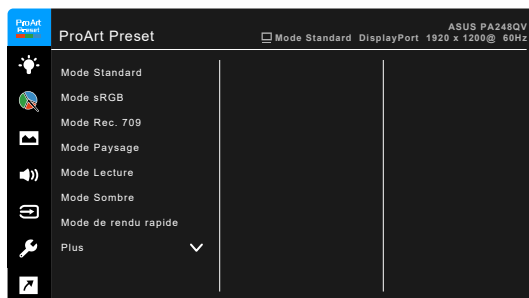 ProArt
Preset
ProArt Preset
ASUS PA248QV
Mode Standard DisplayPort 1920 x 1200@ 60Hz
Mode Standard
Mode sRGB
Mode Rec. 709
Mode Paysage
Mode Lecture
Mode Sombre
Mode de rendu rapide
Plus